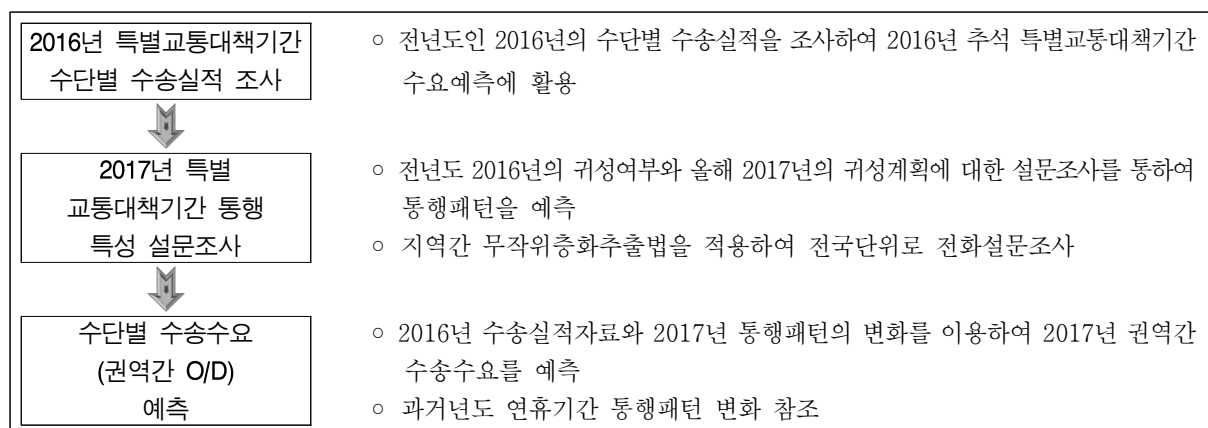 2016년 특별교통대책기간
수단별 수송실적 조사
○ 전년도인 2016년의 수단별 수송실적을 조사하여 2016년 추석 특별교통대책기간
수요예측에 활용
2017년 특별
교통대책기간 통행
특성 설문조사
○ 전년도 2016년의 귀성여부와 올해 2017년의 귀성계획에 대한 설문조사를 통하여
통행패턴을 예측
○ 지역간 무작위층화추출법을 적용하여 전국단위로 전화설문조사
수단별 수송수요
(권역간 O/D)
예측
○ 2016년 수송실적자료와 2017년 통행패턴의 변화를 이용하여 2017년 권역간
수송수요를 예측
○ 과거년도 연휴기간 통행패턴 변화 참조